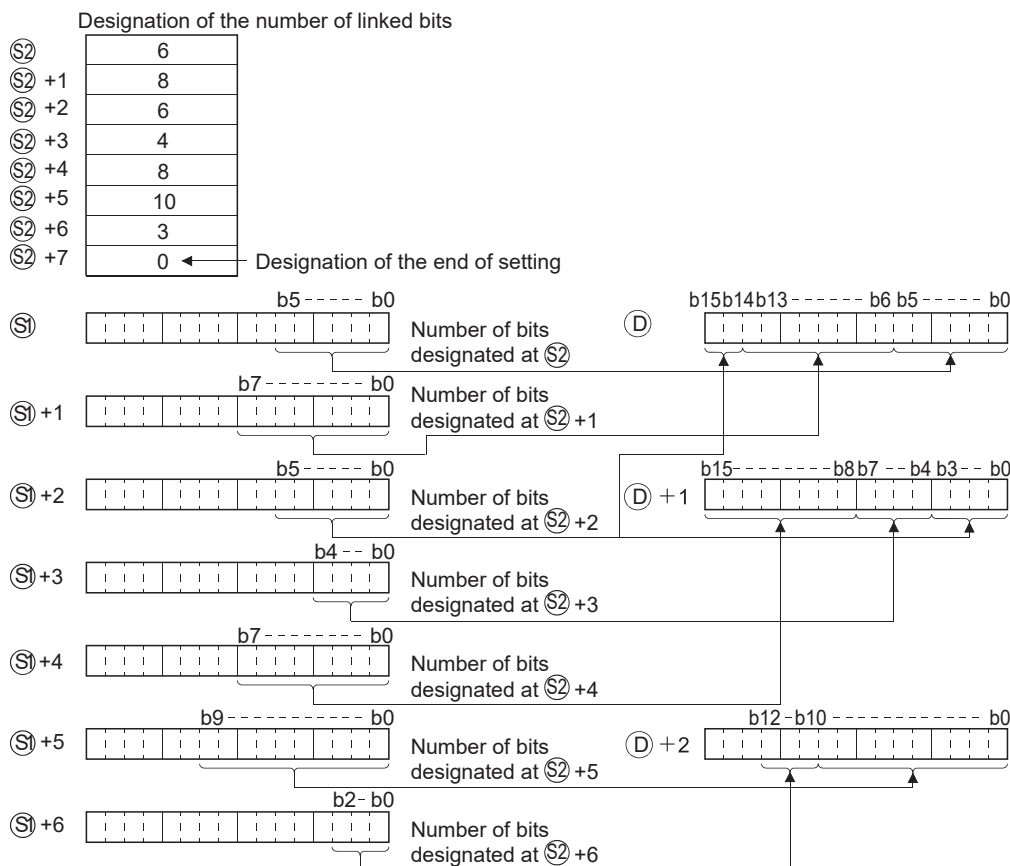 Designation of the number of linked bits
S2 6
S2 +1 8
S2 +2 6
S2 +3 4
S2 +4 8
S2 +5 10
S2 +6 3
S2 +7 0 Designation of the end of setting
b5 b0 b15 b14 b13 b6 b5 b0
S1 Number of bits D
designated at S2
b7 b0
S1 +1 Number of bits
designated at S2 +1
b5 b0 b15 b8 b7 b4 b3 b0
S1 +2 Number of bits D +1
designated at S2 +2
b4 b0
S1 +3 Number of bits
designated at S2 +3
b7 b0
S1 +4 Number of bits
designated at S2 +4
b9 b0 b12 b10 b0
S1 +5 Number of bits D +2
designated at S2 +5
b2 b0
S1 +6 Number of bits
designated at S2 +6